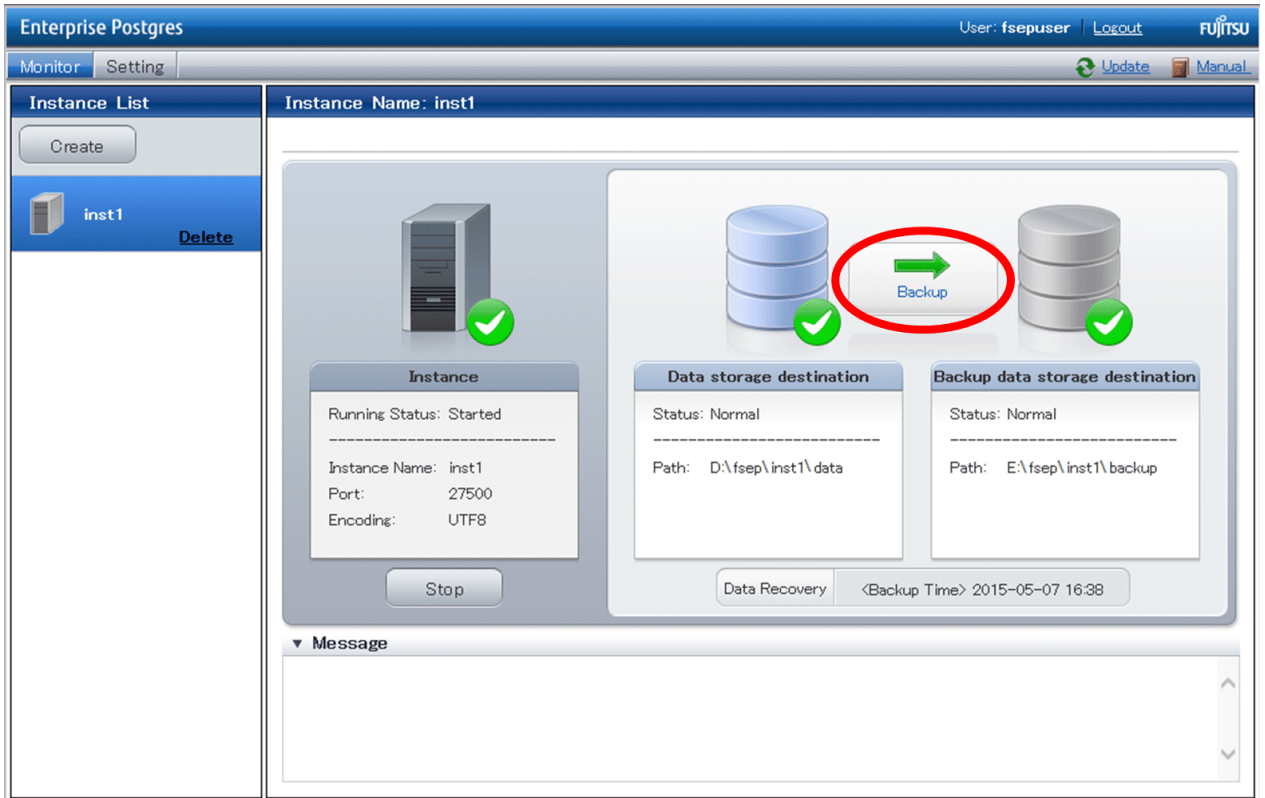 Enterprise Postgres
User: fsepuser Logout FUJITSU
Monitor Setting
Update Manual
Instance List
Create
inst1
Delete
Instance Name: inst1
Backup
Instance
Running Status: Started
Instance Name: inst1
Port: 27500
Encoding: UTF8
Stop
Data storage destination
Status: Normal
Path: D:\fsep\inst1\data
Backup data storage destination
Status: Normal
Path: E:\fsep\inst1\backup
Data Recovery <Backup Time> 2015-05-07 16:38
Message